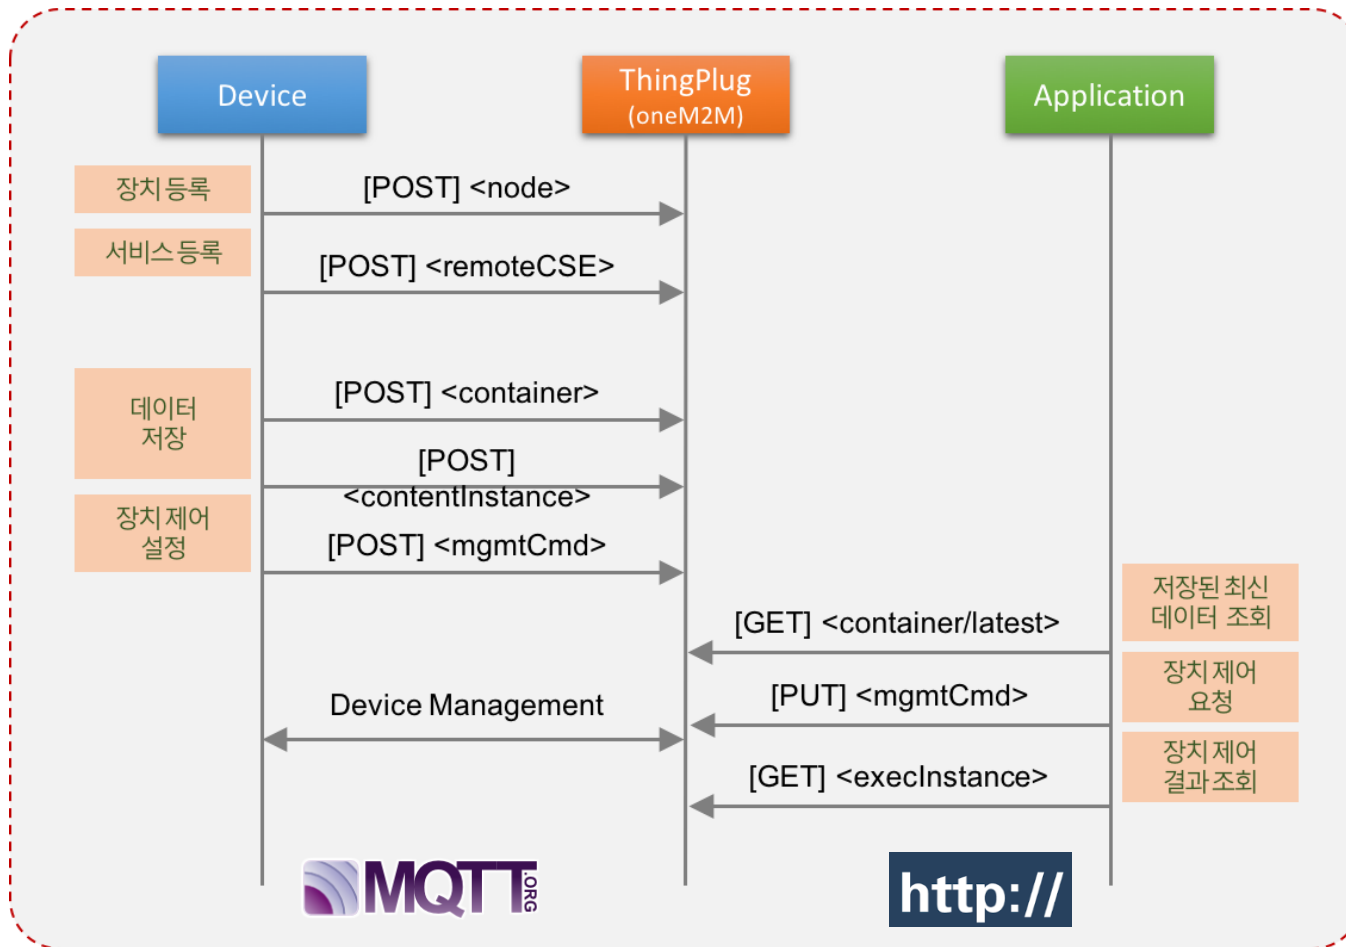 Device
ThingPlug
(oneM2M)
Application
장치 등록
[POST] <node>
서비스 등록
[POST] <remoteCSE>
데이터
저장
[POST] <container>
[POST]
<contentInstance>
장치 제어
설정
[POST] <mgmtCmd>
저장된 최신
데이터 조회
[GET] <container/latest>
장치 제어
요청
[PUT] <mgmtCmd>
Device Management
장치 제어
결과 조회
[GET] <execInstance>
MQTT.ORG
http://